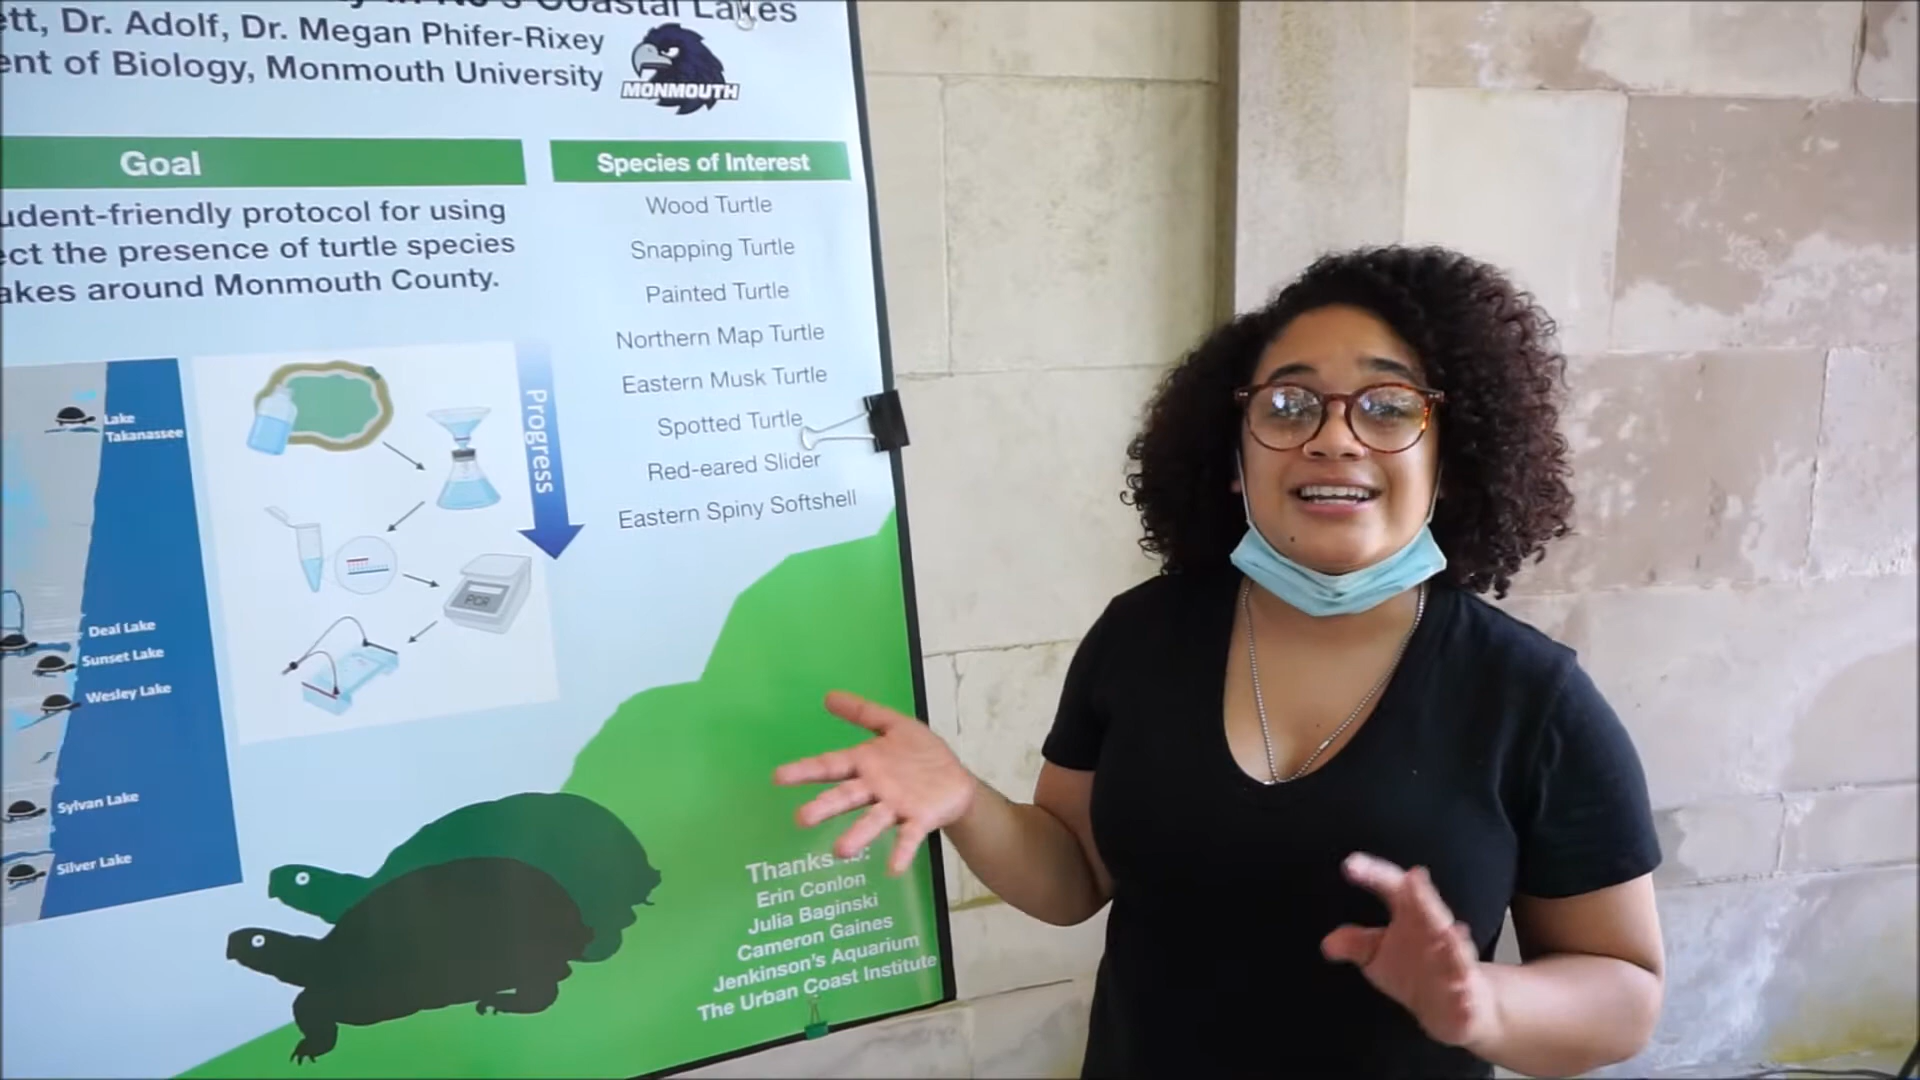 Coastal Lakes
Dr. Adolf, Dr. Megan Phifer-Rixey
of Biology, Monmouth University
MONMOUTH
Goal
udent-friendly protocol for using
ect the presence of turtle species
akes around Monmouth County.
Lake
Takanassee
Deal Lake
Sunset Lake
Wesley Lake
Sylvan Lake
Silver Lake
Progress
PCR
Species of Interest
Wood Turtle
Snapping Turtle
Painted Turtle
Northern Map Turtle
Eastern Musk Turtle
Spotted Turtle
Red-eared Slider
Eastern Spiny Softshell
Thanks to:
Erin Conlon
Julia Baginski
Cameron Gaines
Jenkinson's Aquarium
The Urban Coast Institute